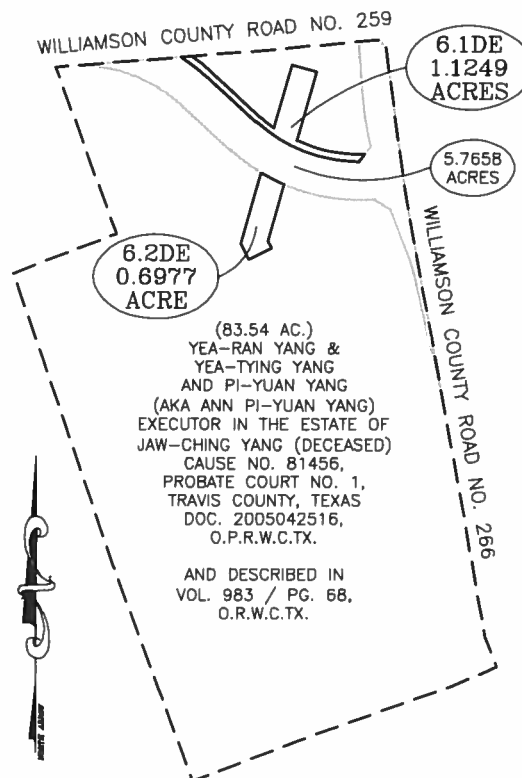 WILLIAMSON COUNTY ROAD NO. 259
6.1DE
1.1249
ACRES
5.7658
ACRES
WILLIAMSON COUNTY ROAD NO. 266
6.2DE
0.6977
ACRE
(83.54 AC.)
YEA-RAN YANG &
YEA-TYING YANG
AND PI-YUAN YANG
(AKA ANN PI-YUAN YANG)
EXECUTOR IN THE ESTATE OF
JAW-CHING YANG (DECEASED)
CAUSE NO. 81456,
PROBATE COURT NO. 1,
TRAVIS COUNTY, TEXAS
DOC. 2005042516,
O.P.R.W.C.TX.
AND DESCRIBED IN
VOL. 983 / PG. 68,
O.R.W.C.TX.
NORTH ARROW